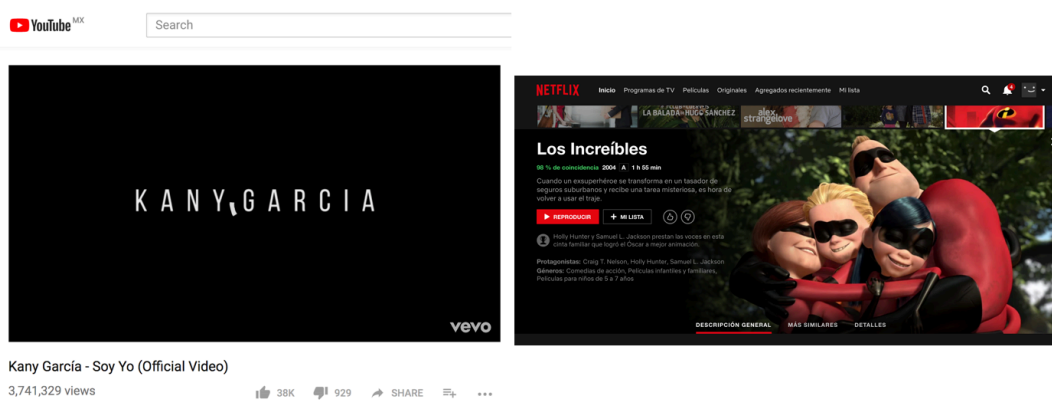 YouTube MX
Search
KANY GARCIA
vevo
Kany García - Soy Yo (Official Video)
3,741,329 views
38K
929
SHARE
NETFLIX
Inicio Programas de TV Películas Originales Agregados recientemente Mi lista
4
LA BALADA DE HUGO SÁNCHEZ
alex,
strangelove
Los Increíbles
98 % de coincidencia 2004 A 1 h 55 min
Cuando un exsuperhéroe se transforma en un tasador de
seguros suburbanos y recibe una tarea misteriosa, es hora de
volver a usar el traje.
REPRODUCIR
MI LISTA
Holly Hunter y Samuel L. Jackson prestan las voces en esta
cinta familiar que logró el Óscar a mejor animación.
Protagonistas: Craig T. Nelson, Holly Hunter, Samuel L. Jackson
Géneros: Comedias de acción, Películas infantiles y familiares,
Películas para niños de 5 a 7 años
DESCRIPCIÓN GENERAL MÁS SIMILARES DETALLES